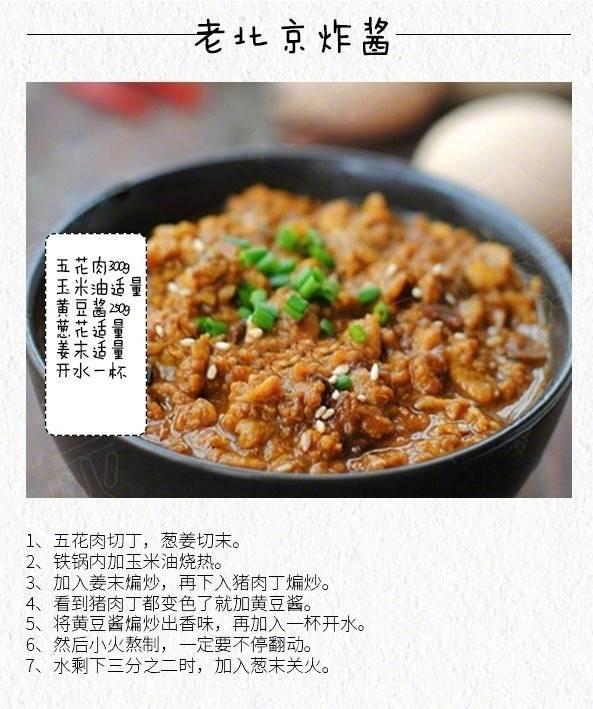 老北京炸酱
五花肉300g
玉米油适量
黄豆酱250g
葱花适量
姜末适量
开水一杯
1、五花肉切丁，葱姜切末。
2、铁锅内加玉米油烧热。
3、加入姜末煸炒，再下入猪肉丁煸炒。
4、看到猪肉丁都变色了就加黄豆酱。
5、将黄豆酱煸炒出香味，再加入一杯开水。
6、然后小火熬制，一定要不停翻动。
7、水剩下三分之二时，加入葱末关火。